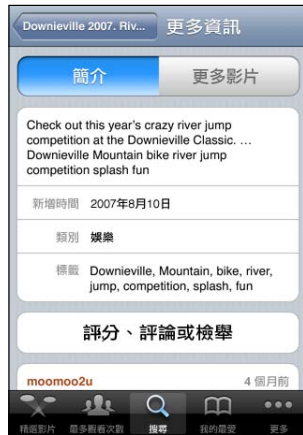 Downieville 2007. Riv...
更多資訊
簡介
更多影片
Check out this year's crazy river jump
competition at the Downieville Classic. ...
Downieville Mountain bike river jump
competition splash fun
新增時間 2007年8月10日
類別 娛樂
標籤 Downieville, Mountain, bike, river,
jump, competition, splash, fun
評分、評論或檢舉
moomoo2u 4 個月前
精選影片 最多觀看次數 搜尋 我的最愛 更多